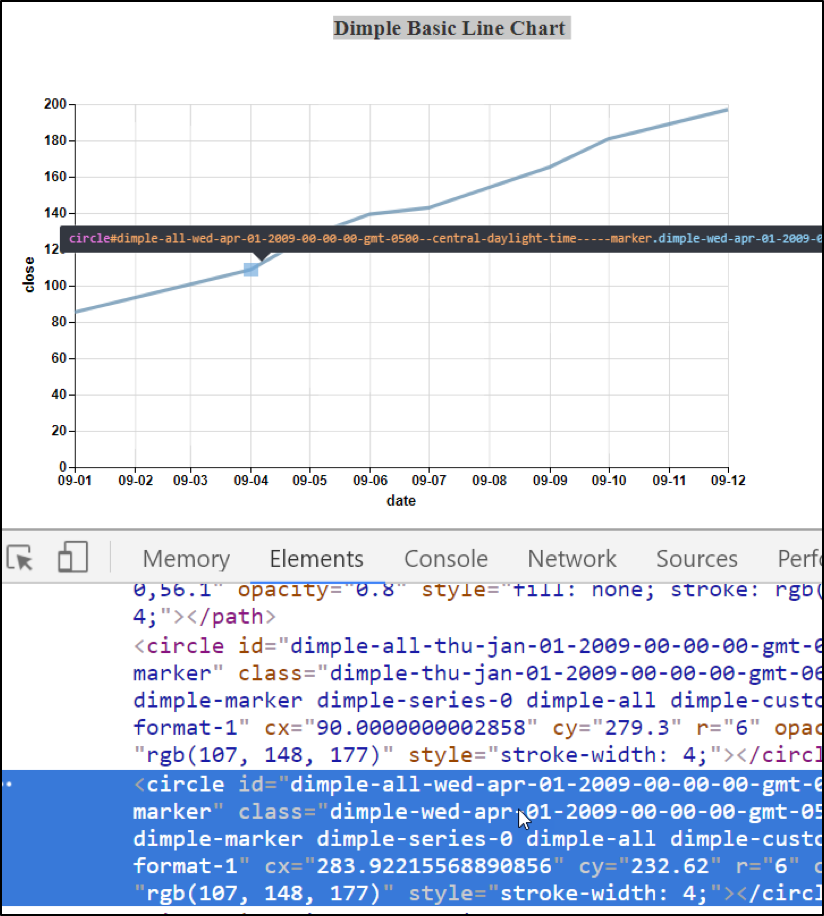 Dimple Basic Line Chart
200
180
160
140
circle#dimple-all-wed-apr-01-2009-00-00-00-gmt-0500--central-daylight-time-----marker.dimple-wed-apr-01-2009-0
12
100
80
60
40
20
0
close
09-01 09-02 09-03 09-04 09-05 09-06 09-07 09-08 09-09 09-10 09-11 09-12
date
Memory Elements Console Network Sources Perfo
0,56.1" opacity="0.8" style="fill: none; stroke: rgb(
4;"></path>
<circle id="dimple-all-thu-jan-01-2009-00-00-00-gmt-0
marker" class="dimple-thu-jan-01-2009-00-00-00-gmt-06
dimple-marker dimple-series-0 dimple-all dimple-custo
format-1" cx="90.0000000002858" cy="279.3" r="6" opac
"rgb(107, 148, 177)" style="stroke-width: 4;"></circl
<circle id="dimple-all-wed-apr-01-2009-00-00-00-gmt-0
marker" class="dimple-wed-apr-01-2009-00-00-00-gmt-05
dimple-marker dimple-series-0 dimple-all dimple-custo
format-1" cx="283.92215568890856" cy="232.62" r="6" o
"rgb(107, 148, 177)" style="stroke-width: 4;"></circl